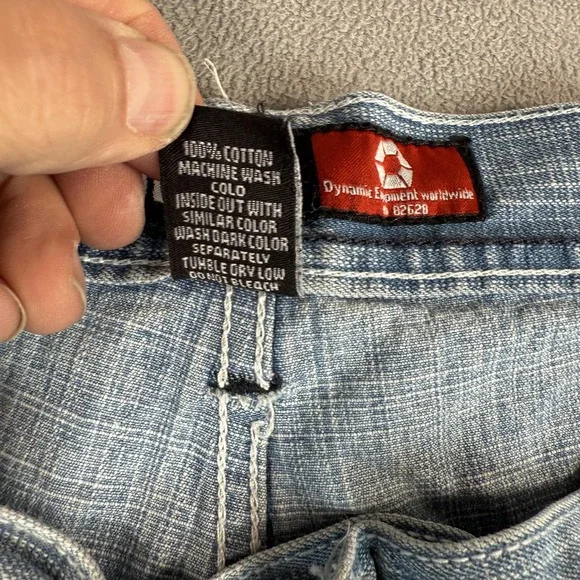 100% COTTON
MACHINE WASH
COLD
INSIDE OUT WITH
SIMILAR COLOR
WASH DARK COLOR
SEPARATELY
TUMBLE DRY LOW
DO NOT BLEACH
Dynamic worldwide
82628